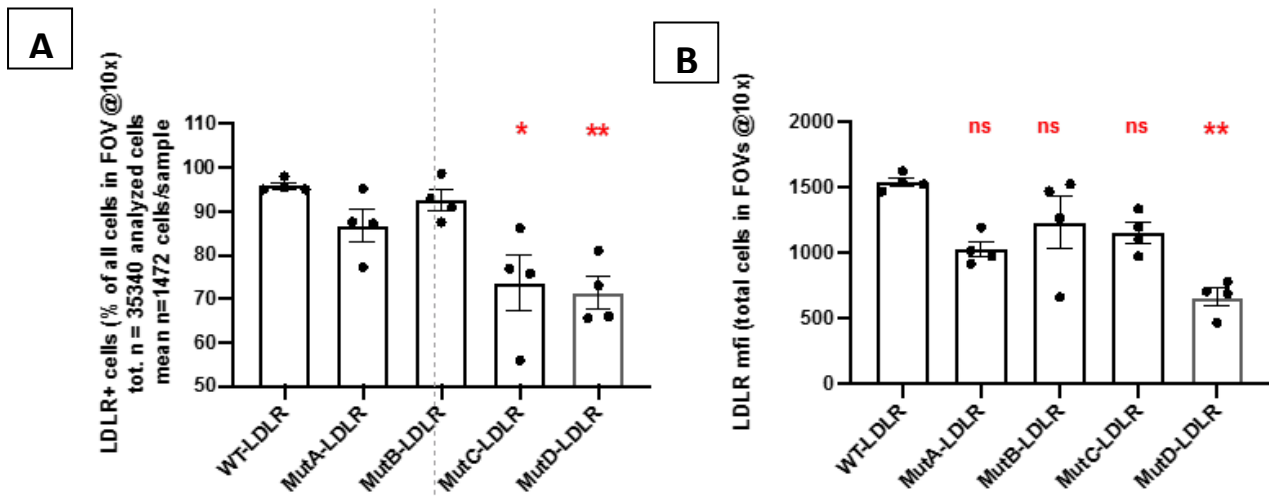 A
LDLR+ cells (% of all cells in FOV @10x)
tot. n = 35340 analyzed cells
mean n=1472 cells/sample
110
100
90
80
70
60
50
*
**
WT-LDLR
MutA-LDLR
MutB-LDLR
MutC-LDLR
MutD-LDLR
B
LDLR mfi (total cells in FOVs @10x)
2000
1500
1000
500
0
ns
ns
ns
**
WT-LDLR
MutA-LDLR
MutB-LDLR
MutC-LDLR
MutD-LDLR